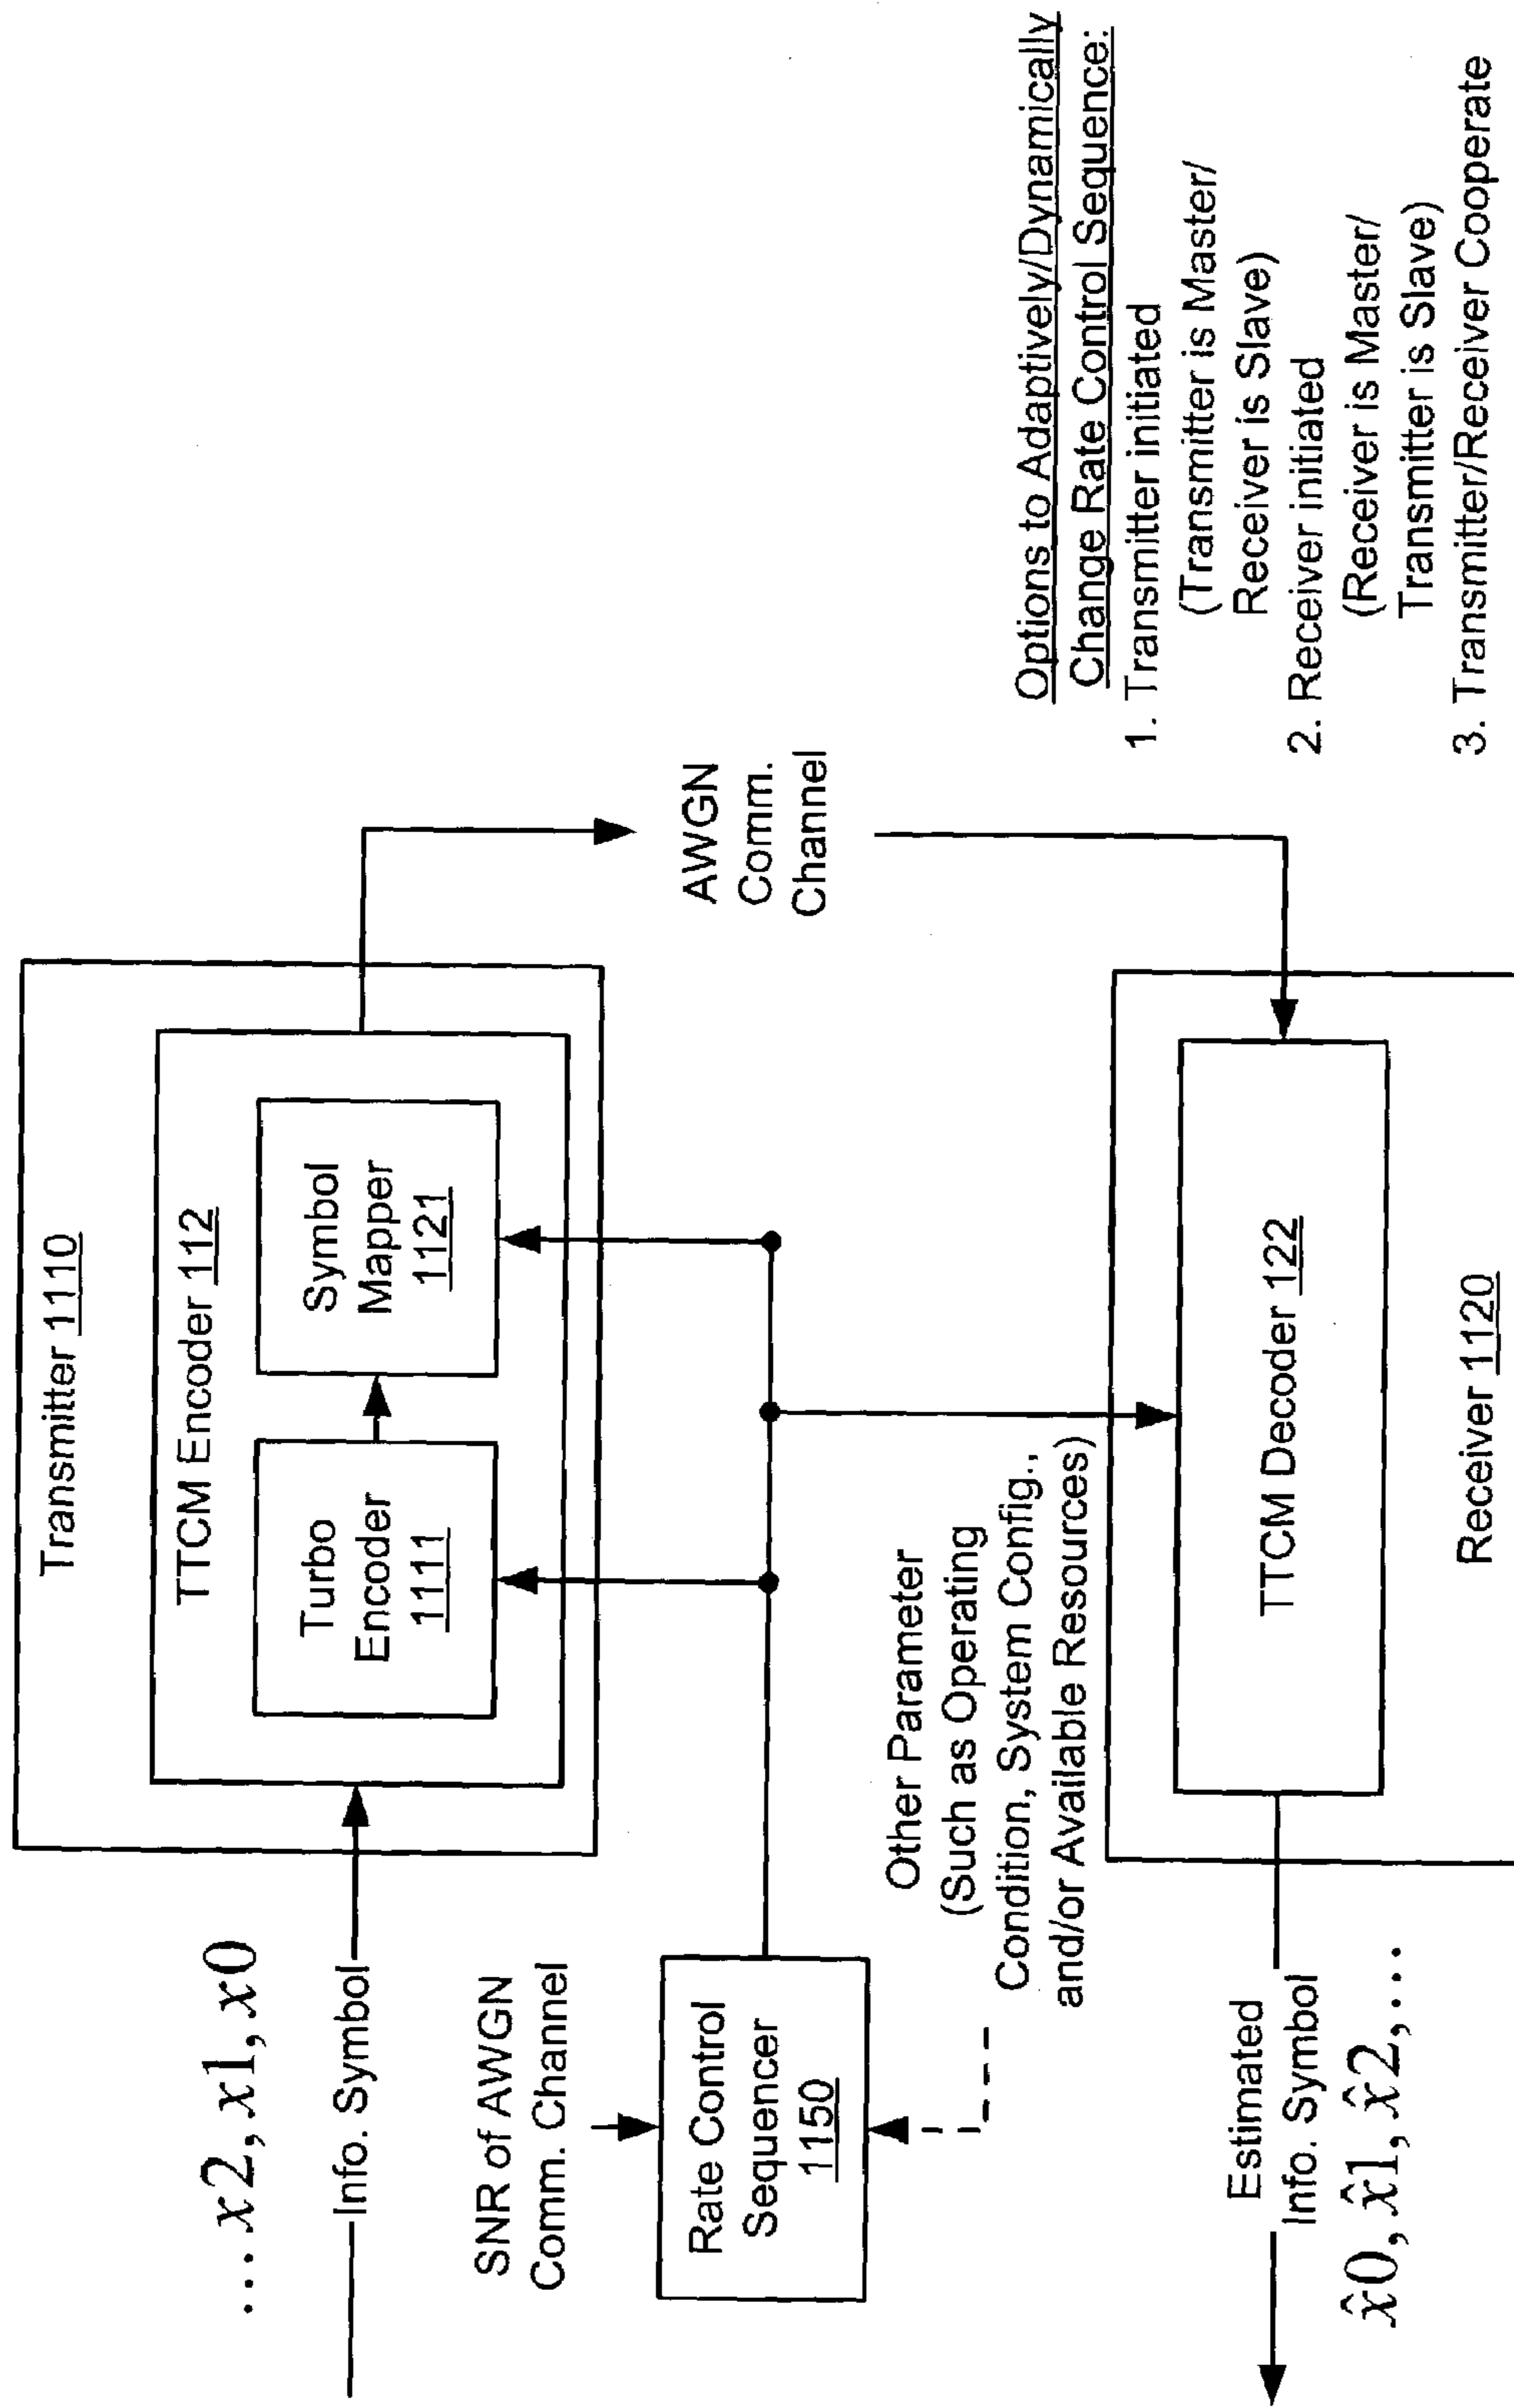 Transmitter 1110
TTCM Encoder 112
Turbo
Encoder
1111
Symbol
Mapper
1121
...x2,x1,x0
Info. Symbol
SNR of AWGN
Comm. Channel
Rate Control
Sequencer
1150
AWGN
Comm.
Channel
Other Parameter
(Such as Operating
Condition, System Config.,
and/or Available Resources)
TTCM Decoder 122
Receiver 1120
Estimated
Info. Symbol
x̂0,x̂1,x̂2,...
Options to Adaptively/Dynamically
Change Rate Control Sequence:
1. Transmitter initiated
(Transmitter is Master/
Receiver is Slave)
2. Receiver initiated
(Receiver is Master/
Transmitter is Slave)
3. Transmitter/Receiver Cooperate